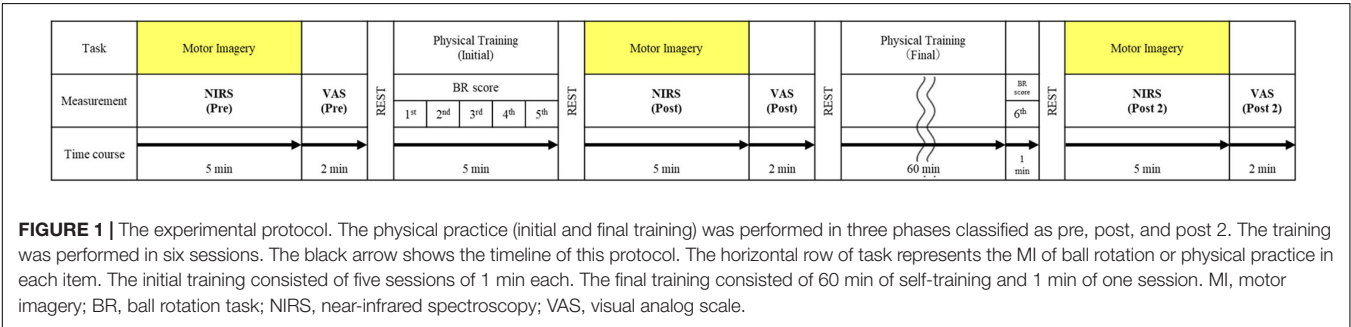 Task
Motor Imagery
Physical Training
(Initial)
Motor Imagery
Physical Training
(Final)
Motor Imagery
Measurement
NIRS
(Pre)
VAS
(Pre)
REST
BR score
1st 2nd 3rd 4th 5th
REST
NIRS
(Post)
VAS
(Post)
REST
BR
score
6th
REST
NIRS
(Post 2)
VAS
(Post 2)
Time course
5 min
2 min
5 min
5 min
2 min
60 min
1
min
5 min
2 min
FIGURE 1 | The experimental protocol. The physical practice (initial and final training) was performed in three phases classified as pre, post, and post 2. The training
was performed in six sessions. The black arrow shows the timeline of this protocol. The horizontal row of task represents the MI of ball rotation or physical practice in
each item. The initial training consisted of five sessions of 1 min each. The final training consisted of 60 min of self-training and 1 min of one session. MI, motor
imagery; BR, ball rotation task; NIRS, near-infrared spectroscopy; VAS, visual analog scale.